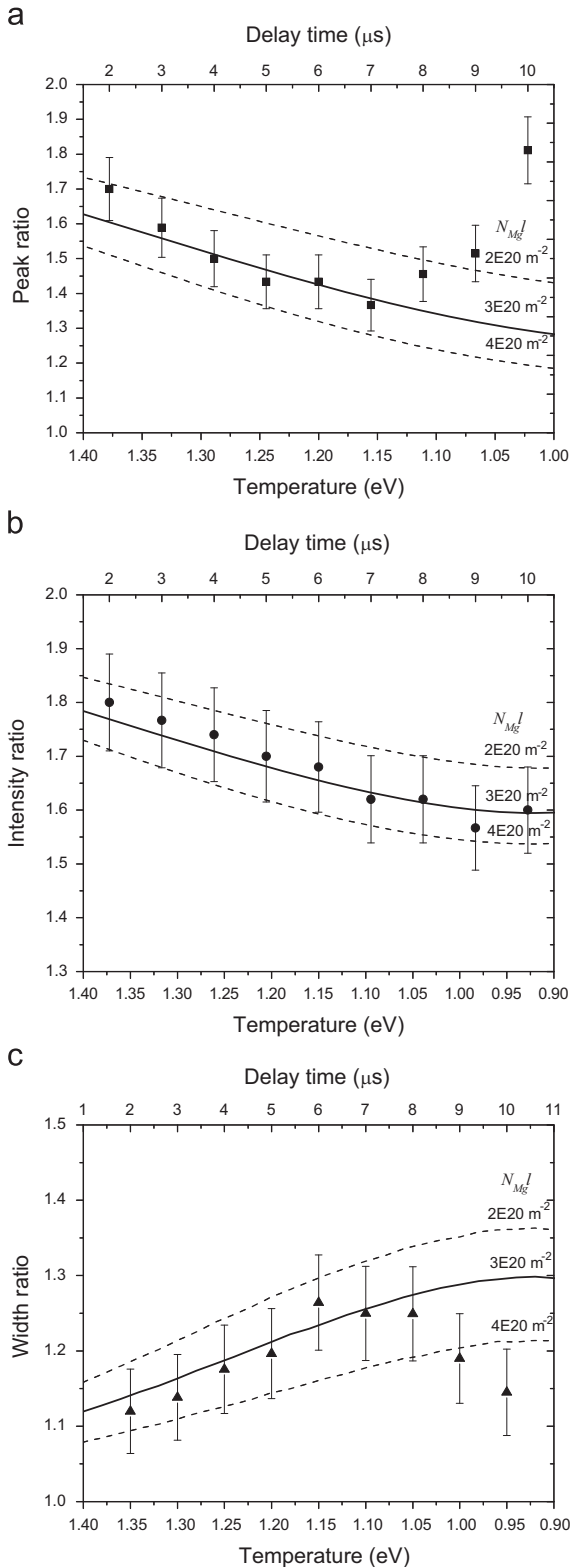 a
Delay time (μs)
2 3 4 5 6 7 8 9 10
2.0
1.9
1.8
1.7
1.6
1.5
1.4
1.3
1.2
1.1
1.0
Peak ratio
N_Mg l
2E20 m⁻²
3E20 m⁻²
4E20 m⁻²
1.40 1.35 1.30 1.25 1.20 1.15 1.10 1.05 1.00
Temperature (eV)
b
Delay time (μs)
2 3 4 5 6 7 8 9 10
2.0
1.9
1.8
1.7
1.6
1.5
1.4
1.3
Intensity ratio
N_Mg l
2E20 m⁻²
3E20 m⁻²
4E20 m⁻²
1.40 1.35 1.30 1.25 1.20 1.15 1.10 1.05 1.00 0.95 0.90
Temperature (eV)
c
Delay time (μs)
1 2 3 4 5 6 7 8 9 10 11
1.5
1.4
1.3
1.2
1.1
1.0
Width ratio
N_Mg l
2E20 m⁻²
3E20 m⁻²
4E20 m⁻²
1.40 1.35 1.30 1.25 1.20 1.15 1.10 1.05 1.00 0.95 0.90
Temperature (eV)